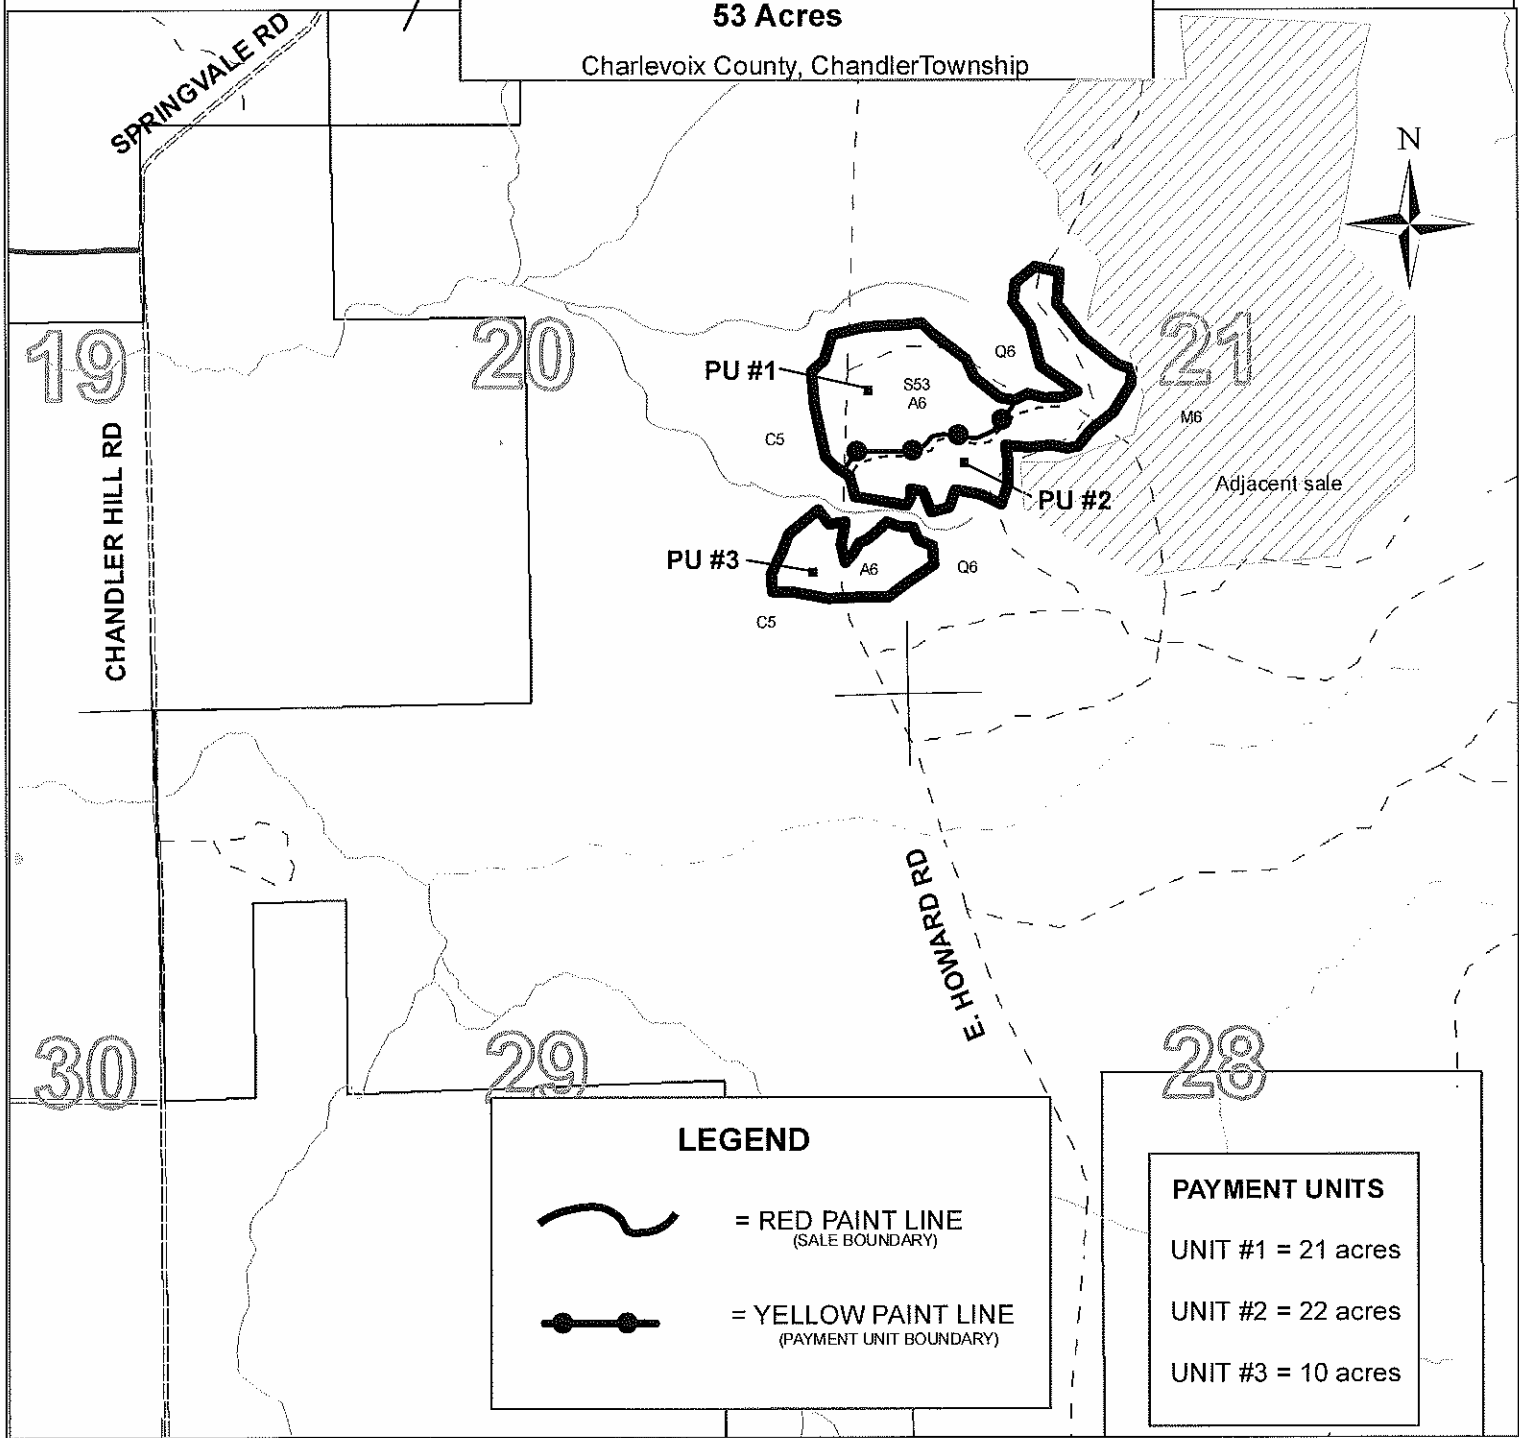 53 Acres
Charlevoix County, ChandlerTownship
SPRINGVALE RD
N
19
20
21
PU #1
Q6
S53
A6
M6
C5
CHANDLER HILL RD
Adjacent sale
PU #2
PU #3
A6
Q6
C5
E. HOWARD RD
30
29
28
LEGEND
= RED PAINT LINE
(SALE BOUNDARY)
= YELLOW PAINT LINE
(PAYMENT UNIT BOUNDARY)
PAYMENT UNITS
UNIT #1 = 21 acres
UNIT #2 = 22 acres
UNIT #3 = 10 acres